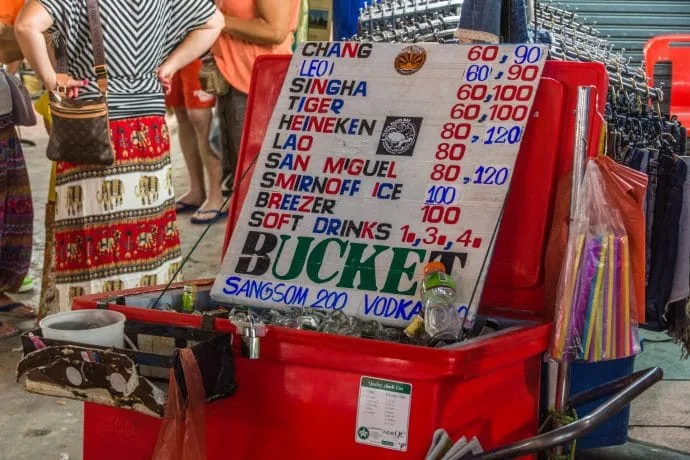 CHANG 60, 90
(LEO) (60, 90
SINGHA 60, 100
TIGER 60, 100
HEINEKEN 80, 120
LAO 80
SAN MIGUEL 80, 120
SMIRNOFF ICE 100
BREEZER 100
SOFT DRINKS 1, 3, 4.
BUCKET
SANGSOM 200 VODKA